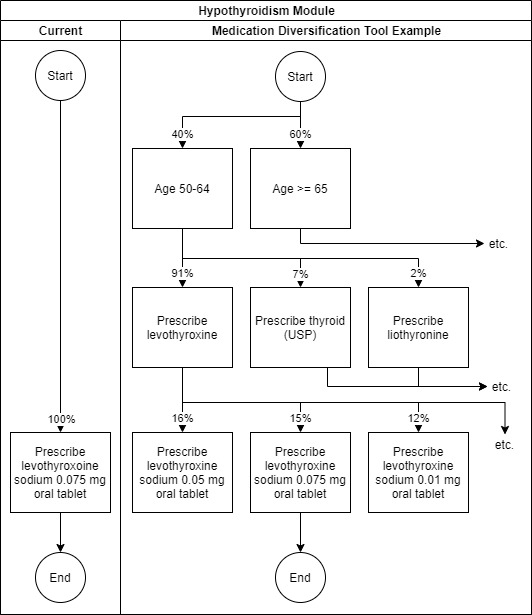 Hypothyroidism Module
Current
Medication Diversification Tool Example
Start
Start
40%
60%
Age 50-64
Age >= 65
etc.
91%
7%
2%
Prescribe
levothyroxine
Prescribe thyroid
(USP)
Prescribe
liothyronine
etc.
100%
16%
15%
12%
etc.
Prescribe
levothyroxoine
sodium 0.075 mg
oral tablet
Prescribe
levothyroxine
sodium 0.05 mg
oral tablet
Prescribe
levothyroxine
sodium 0.075 mg
oral tablet
Prescribe
levothyroxine
sodium 0.01 mg
oral tablet
End
End